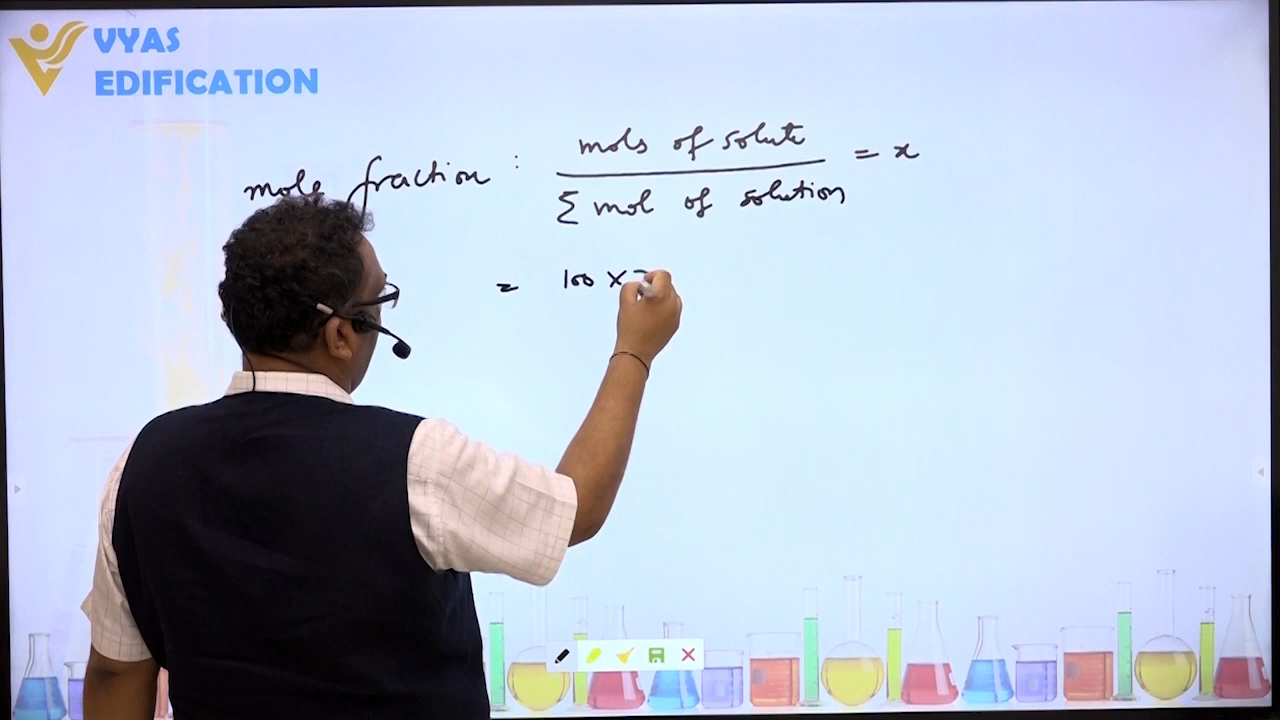 VYAS
EDIFICATION
mole fraction : mols of solute = x
Σ mol of solution
= 100 X